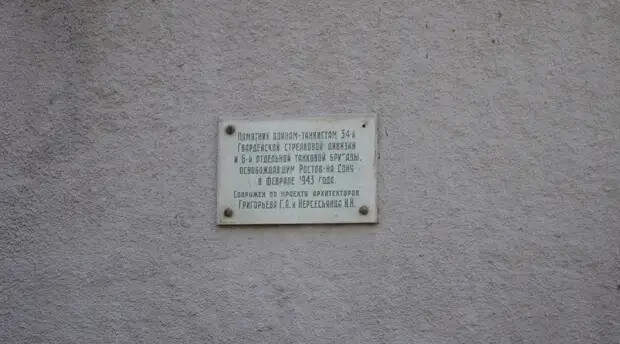 Памятник воинам-танкистам 34-й
Гвардейской стрелковой дивизии
и 6-й отдельной танковой бригады,
освобождавшим Ростов-на Дону
в феврале 1943 года.
Сооружен по проекту архитекторов
Григорьева Г.А. и Нерсесьянца Н.Н.